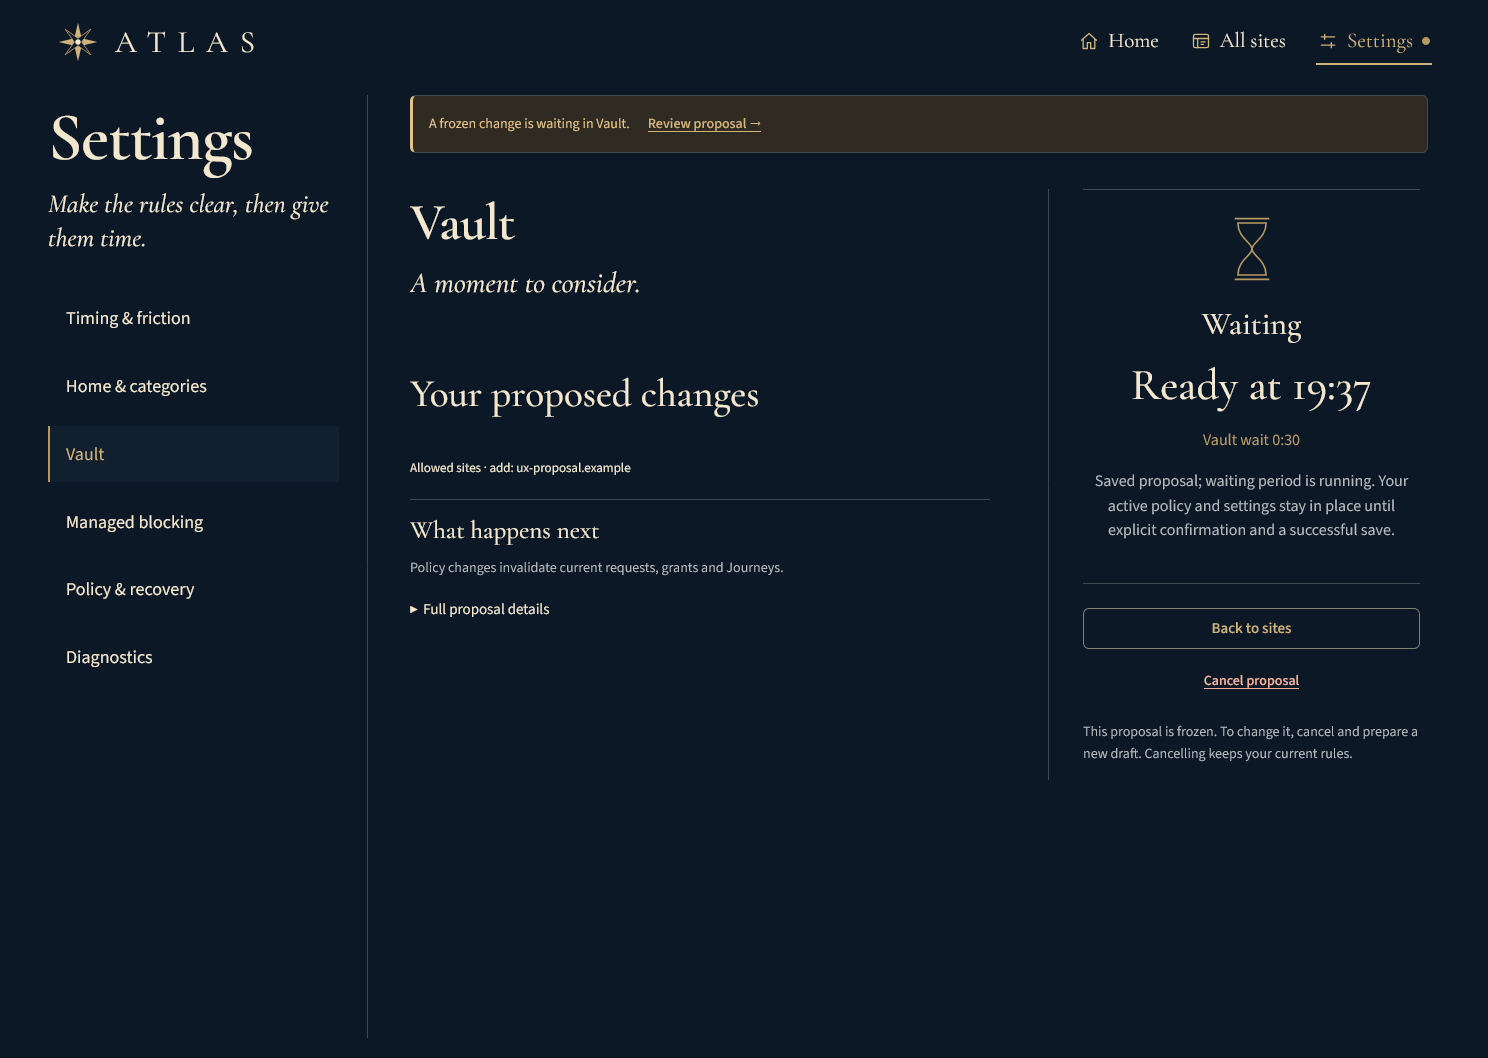 ATLAS
Home
All sites
Settings
Settings
Make the rules clear, then give
them time.
Timing & friction
Home & categories
Vault
Managed blocking
Policy & recovery
Diagnostics
A frozen change is waiting in Vault. Review proposal →
Vault
A moment to consider.
Your proposed changes
Allowed sites · add: ux-proposal.example
What happens next
Policy changes invalidate current requests, grants and Journeys.
▸ Full proposal details
Waiting
Ready at 19:37
Vault wait 0:30
Saved proposal; waiting period is running. Your
active policy and settings stay in place until
explicit confirmation and a successful save.
Back to sites
Cancel proposal
This proposal is frozen. To change it, cancel and prepare a
new draft. Cancelling keeps your current rules.